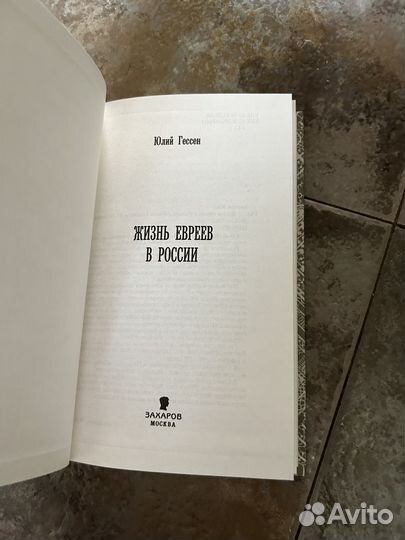 Юлий Гессен
ЖИЗНЬ ЕВРЕЕВ
В РОССИИ
ЗАХАРОВ
МОСКВА
Avito